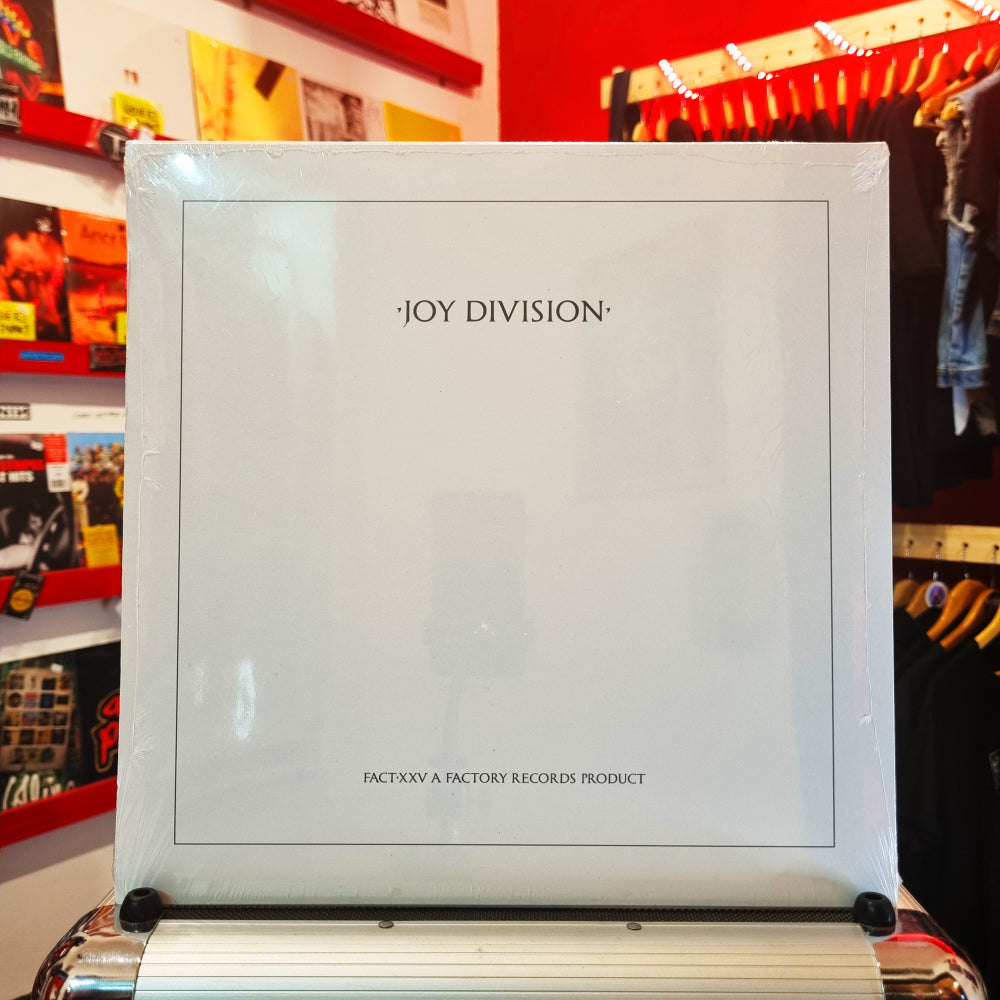 ·JOY DIVISION·
FACT·XXV A FACTORY RECORDS PRODUCT